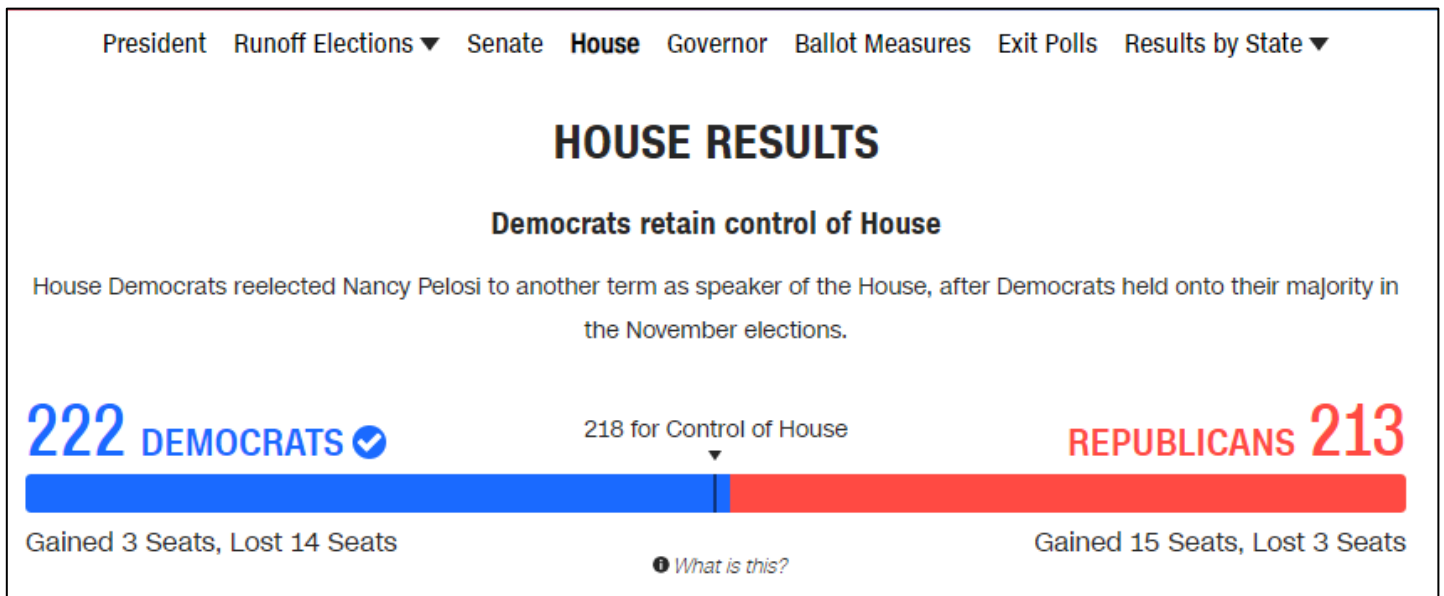 President Runoff Elections ▼ Senate House Governor Ballot Measures Exit Polls Results by State ▼
HOUSE RESULTS
Democrats retain control of House
House Democrats reelected Nancy Pelosi to another term as speaker of the House, after Democrats held onto their majority in
the November elections.
222 DEMOCRATS 218 for Control of House REPUBLICANS 213
Gained 3 Seats, Lost 14 Seats Gained 15 Seats, Lost 3 Seats
What is this?